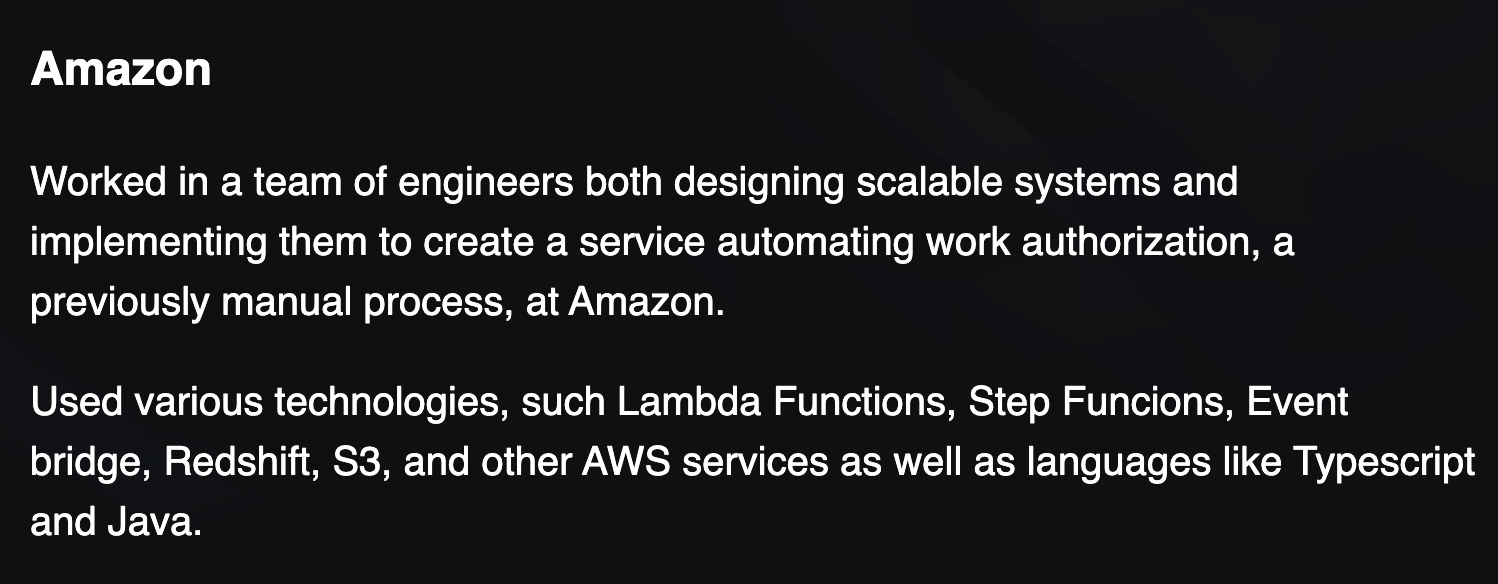 Amazon
Worked in a team of engineers both designing scalable systems and
implementing them to create a service automating work authorization, a
previously manual process, at Amazon.
Used various technologies, such Lambda Functions, Step Funcions, Event
bridge, Redshift, S3, and other AWS services as well as languages like Typescript
and Java.